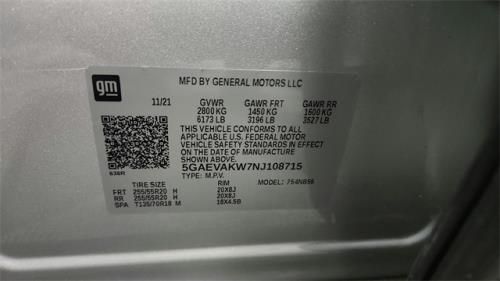 gm
MFD BY GENERAL MOTORS LLC
11/21 GVWR GAWR FRT GAWR RR
2800 KG 1450 KG 1600 KG
6173 LB 3196 LB 3527 LB
THIS VEHICLE CONFORMS TO ALL
APPLICABLE U.S. FEDERAL MOTOR
VEHICLE SAFETY STANDARDS IN
EFFECT ON THE DATE OF
MANUFACTURE SHOWN ABOVE.
5GAEVAKW7NJ108715
TYPE: M.P.V. MODEL: 754NB56
TIRE SIZE RIM
FRT 255/55R20 H 20X8J
RR 255/55R20 H 20X8J
SPA T135/70R18 M 18X4.5B